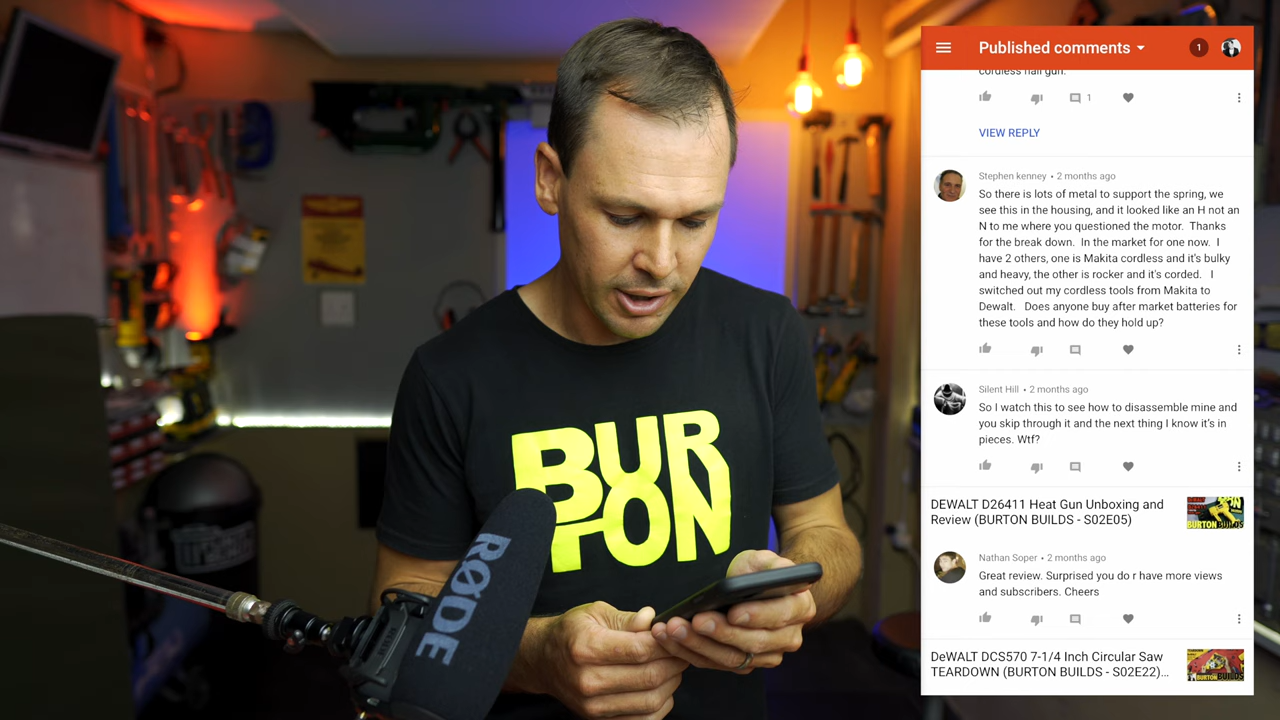 Published comments
1
cordless nail gun.
1
VIEW REPLY
Stephen kenney • 2 months ago
So there is lots of metal to support the spring, we
see this in the housing, and it looked like an H not an
N to me where you questioned the motor. Thanks
for the break down. In the market for one now. I
have 2 others, one is Makita cordless and it's bulky
and heavy, the other is rocker and it's corded. I
switched out my cordless tools from Makita to
Dewalt. Does anyone buy after market batteries for
these tools and how do they hold up?
Silent Hill • 2 months ago
So I watch this to see how to disassemble mine and
you skip through it and the next thing I know it's in
pieces. Wtf?
DEWALT D26411 Heat Gun Unboxing and
Review (BURTON BUILDS - S02E05)
BURTON BUILDS
Nathan Soper • 2 months ago
Great review. Surprised you do r have more views
and subscribers. Cheers
DeWALT DCS570 7-1/4 Inch Circular Saw
TEARDOWN (BURTON BUILDS - S02E22)...
BURTON BUILDS
BUR
TON
RØDE